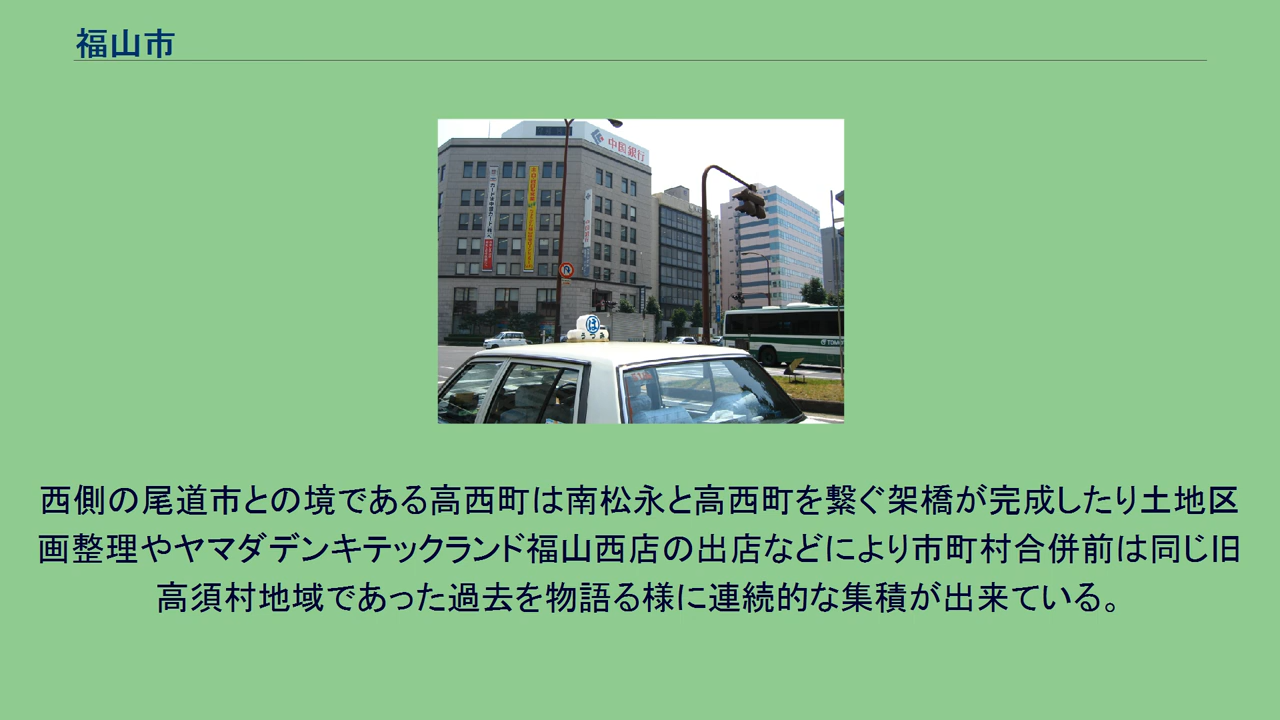 福山市
中国銀行
ほ
うづみ
西側の尾道市との境である高西町は南松永と高西町を繋ぐ架橋が完成したり土地区
画整理やヤマダデンキテックランド福山西店の出店などにより市町村合併前は同じ旧
高須村地域であった過去を物語る様に連続的な集積が出来ている。